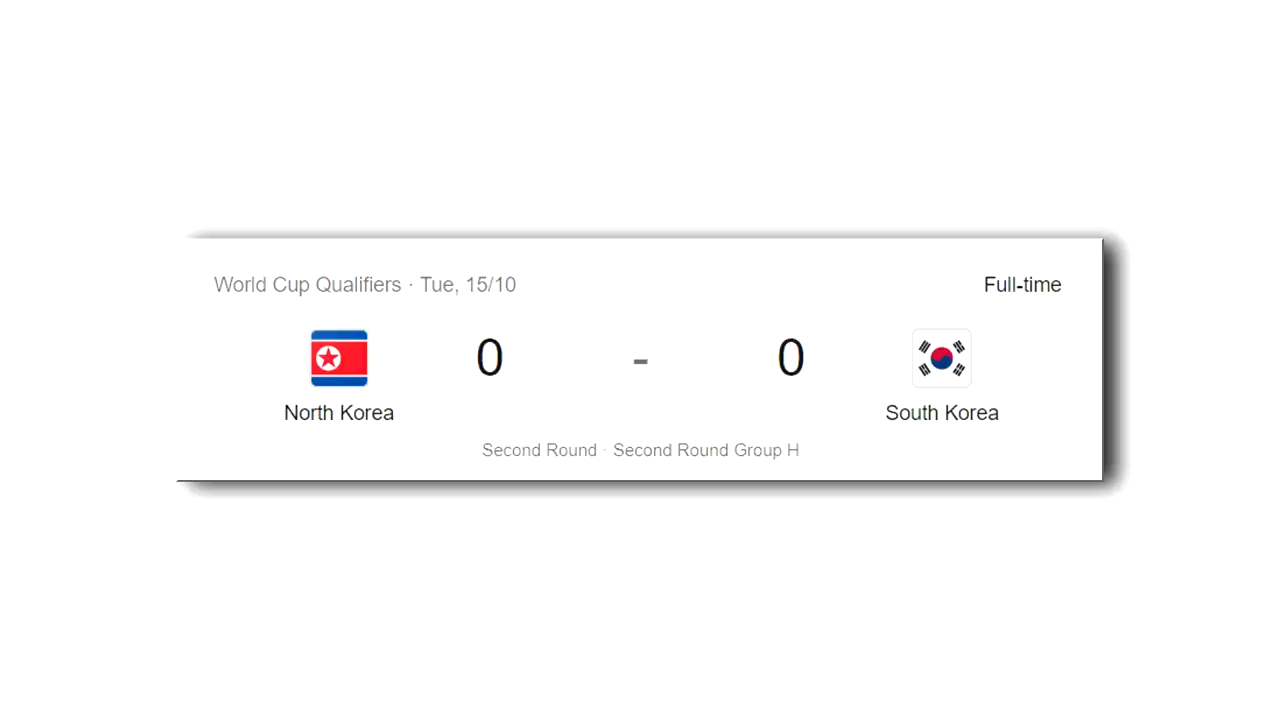 World Cup Qualifiers · Tue, 15/10 Full-time
0 - 0
North Korea South Korea
Second Round · Second Round Group H